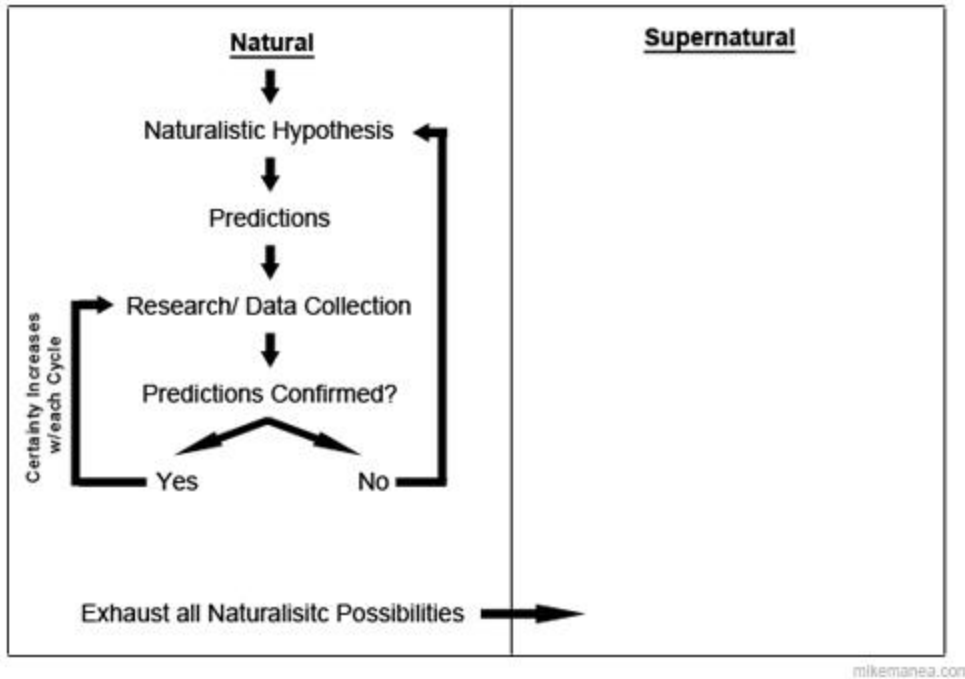 Natural
Supernatural
Naturalistic Hypothesis
Predictions
Research/ Data Collection
Predictions Confirmed?
Certainty Increases
w/each Cycle
Yes
No
Exhaust all Naturalisitc Possibilities
mikemanea.com